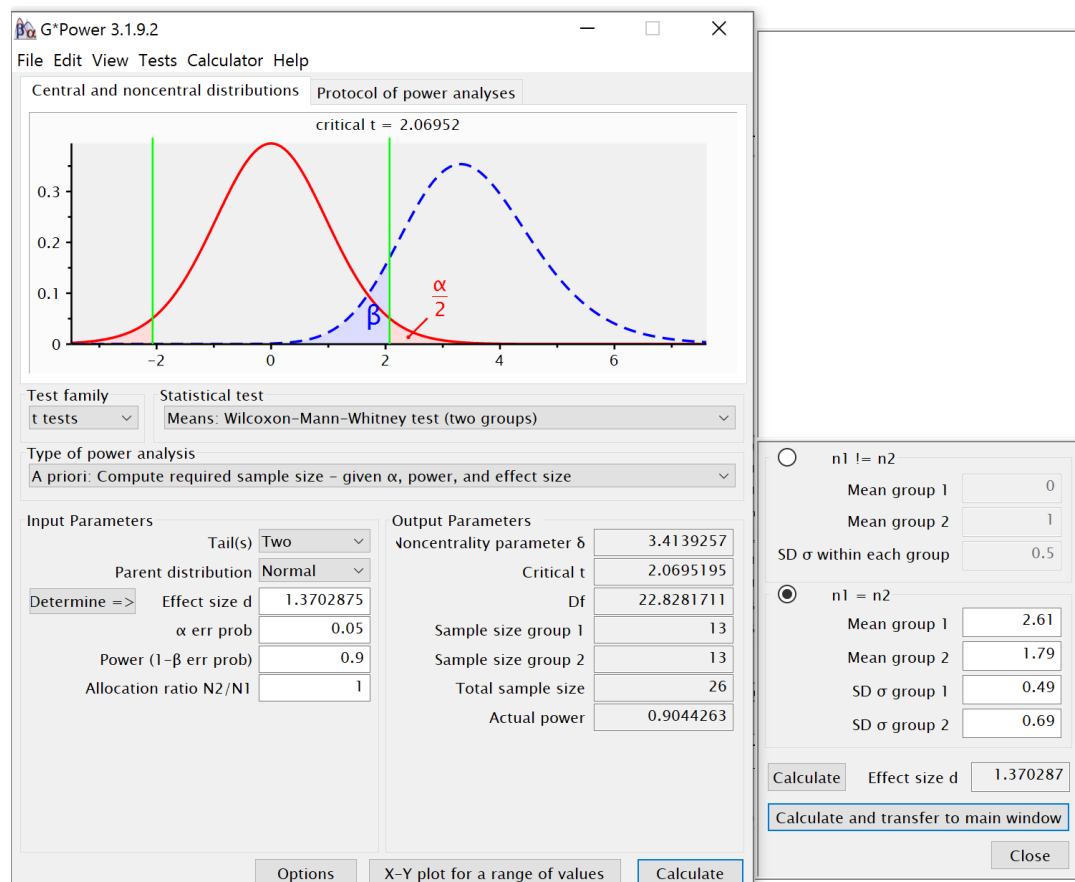 G*Power 3.1.9.2
File Edit View Tests Calculator Help
Central and noncentral distributions
Protocol of power analyses
critical t = 2.06952
0.3
0.2
0.1
0
-2
0
2
4
6
β
α
2
Test family
Statistical test
t tests
Means: Wilcoxon-Mann-Whitney test (two groups)
Type of power analysis
A priori: Compute required sample size - given α, power, and effect size
Input Parameters
Tail(s) Two
Parent distribution Normal
Determine => Effect size d 1.3702875
α err prob 0.05
Power (1-β err prob) 0.9
Allocation ratio N2/N1 1
Output Parameters
Noncentrality parameter δ 3.4139257
Critical t 2.0695195
Df 22.8281711
Sample size group 1 13
Sample size group 2 13
Total sample size 26
Actual power 0.9044263
Options
X-Y plot for a range of values
Calculate
n1 != n2
Mean group 1 0
Mean group 2 1
SD σ within each group 0.5
n1 = n2
Mean group 1 2.61
Mean group 2 1.79
SD σ group 1 0.49
SD σ group 2 0.69
Calculate Effect size d 1.370287
Calculate and transfer to main window
Close